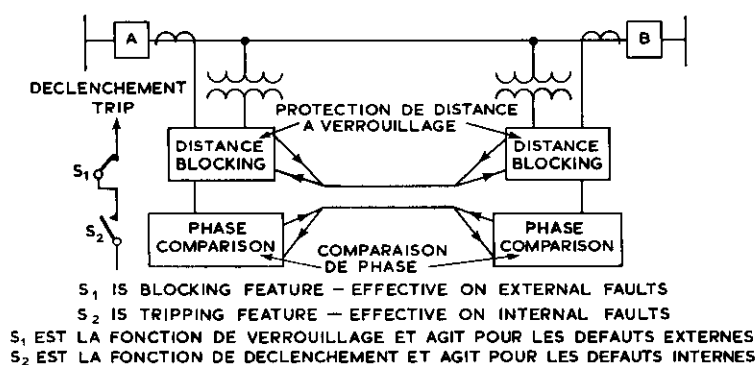 A
B
DECLENCHEMENT
TRIP
PROTECTION DE DISTANCE
A VERROUILLAGE
DISTANCE
BLOCKING
DISTANCE
BLOCKING
S1
S2
PHASE
COMPARISON
COMPARAISON
DE PHASE
PHASE
COMPARISON
S1 IS BLOCKING FEATURE – EFFECTIVE ON EXTERNAL FAULTS
S2 IS TRIPPING FEATURE – EFFECTIVE ON INTERNAL FAULTS
S1 EST LA FONCTION DE VERROUILLAGE ET AGIT POUR LES DEFAUTS EXTERNES
S2 EST LA FONCTION DE DECLENCHEMENT ET AGIT POUR LES DEFAUTS INTERNES